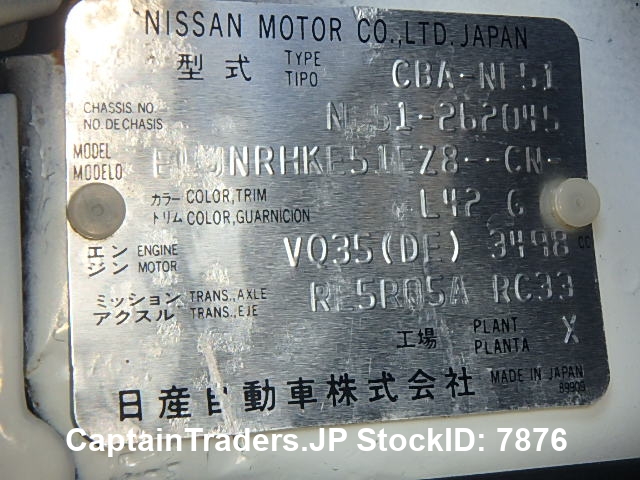 NISSAN MOTOR CO.,LTD.JAPAN
型式 TYPE TIPO CBA-NE51
CHASSIS NO. NO. DE CHASIS
MODEL MODELO
カラー COLOR,TRIM トリム COLOR,GUARNICION L42 G
エンジン ENGINE MOTOR VQ35(DE) 3498 CC
ミッション TRANS.,AXLE アクスル TRANS.,EJE RE5R05A RC33
工場 PLANT PLANTA X
日産自動車株式会社 MADE IN JAPAN
89909
CaptainTraders.JP StockID: 7876